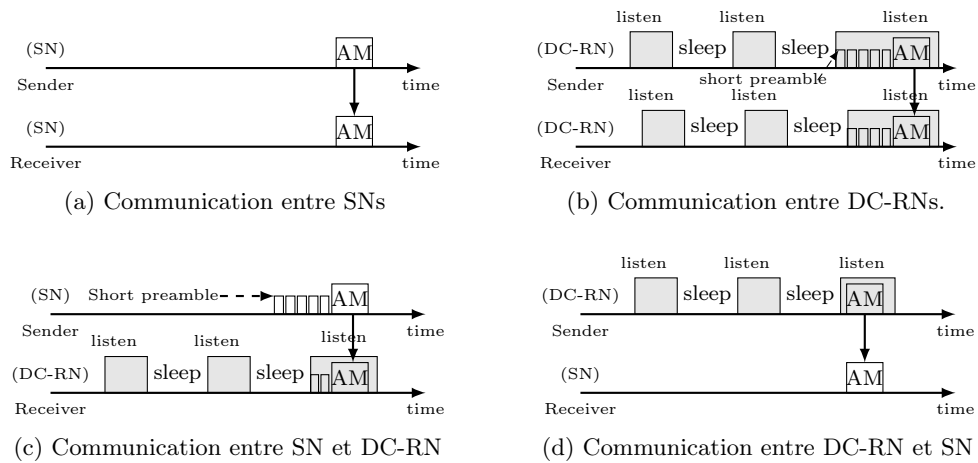 (SN)
AM
Sender
time
(SN)
AM
Receiver
time
(a) Communication entre SNs
listen
listen
listen
(DC-RN)
sleep
sleep
AM
Sender
short preamble
time
listen
listen
listen
(DC-RN)
sleep
sleep
AM
Receiver
time
(b) Communication entre DC-RNs.
(SN)
Short preamble
AM
Sender
time
listen
listen
listen
(DC-RN)
sleep
sleep
AM
Receiver
time
(c) Communication entre SN et DC-RN
listen
listen
listen
(DC-RN)
sleep
sleep
AM
Sender
time
(SN)
AM
Receiver
time
(d) Communication entre DC-RN et SN